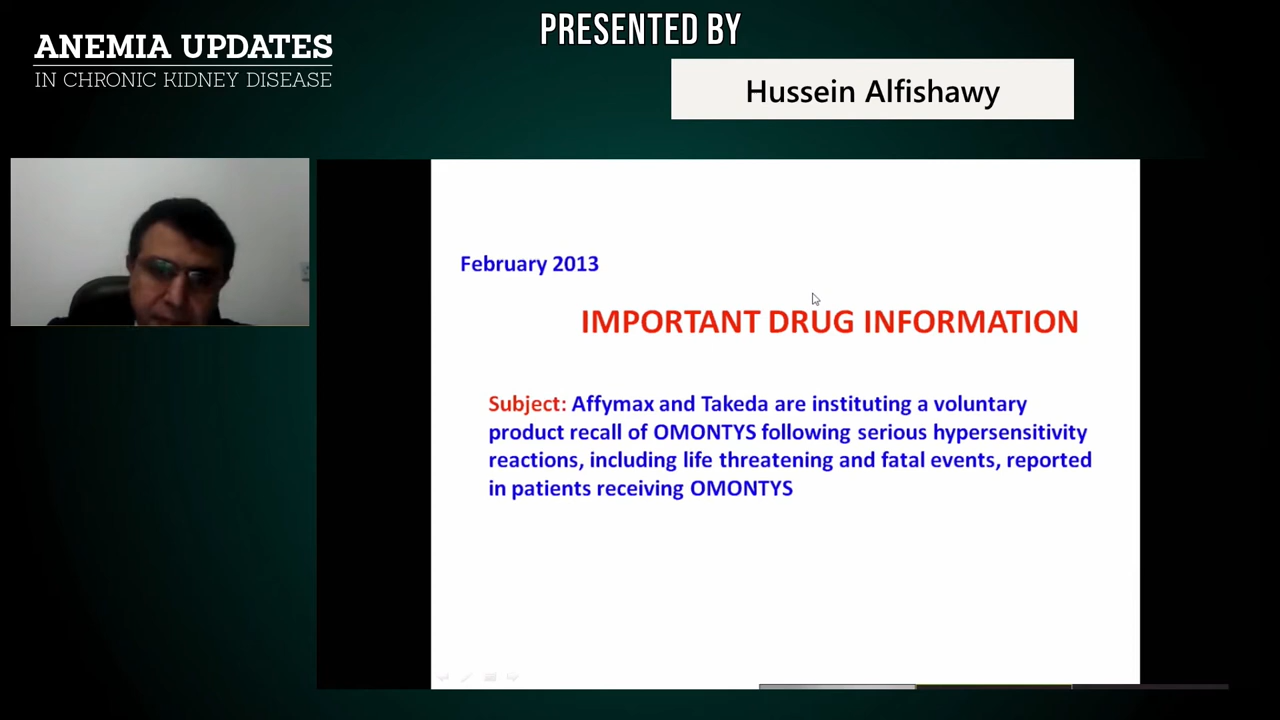 PRESENTED BY
ANEMIA UPDATES
IN CHRONIC KIDNEY DISEASE
Hussein Alfishawy
February 2013
IMPORTANT DRUG INFORMATION
Subject: Affymax and Takeda are instituting a voluntary
product recall of OMONTYS following serious hypersensitivity
reactions, including life threatening and fatal events, reported
in patients receiving OMONTYS